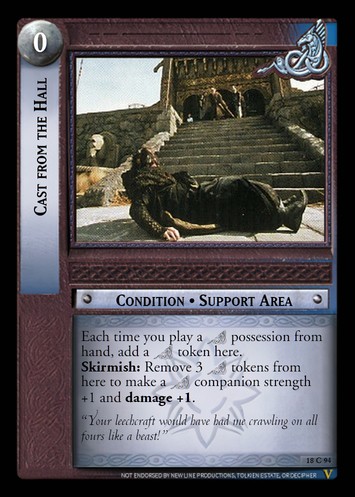 0
CAST FROM THE HALL
CONDITION • SUPPORT AREA
Each time you play a possession from
hand, add a token here.
Skirmish: Remove 3 tokens from
here to make a companion strength
+1 and damage +1.
“Your leechcraft would have had me crawling on all
fours like a beast!”
18 C 94
NOT ENDORSED BY NEW LINE PRODUCTIONS, TOLKIEN ESTATE, OR DECIPHER.
V